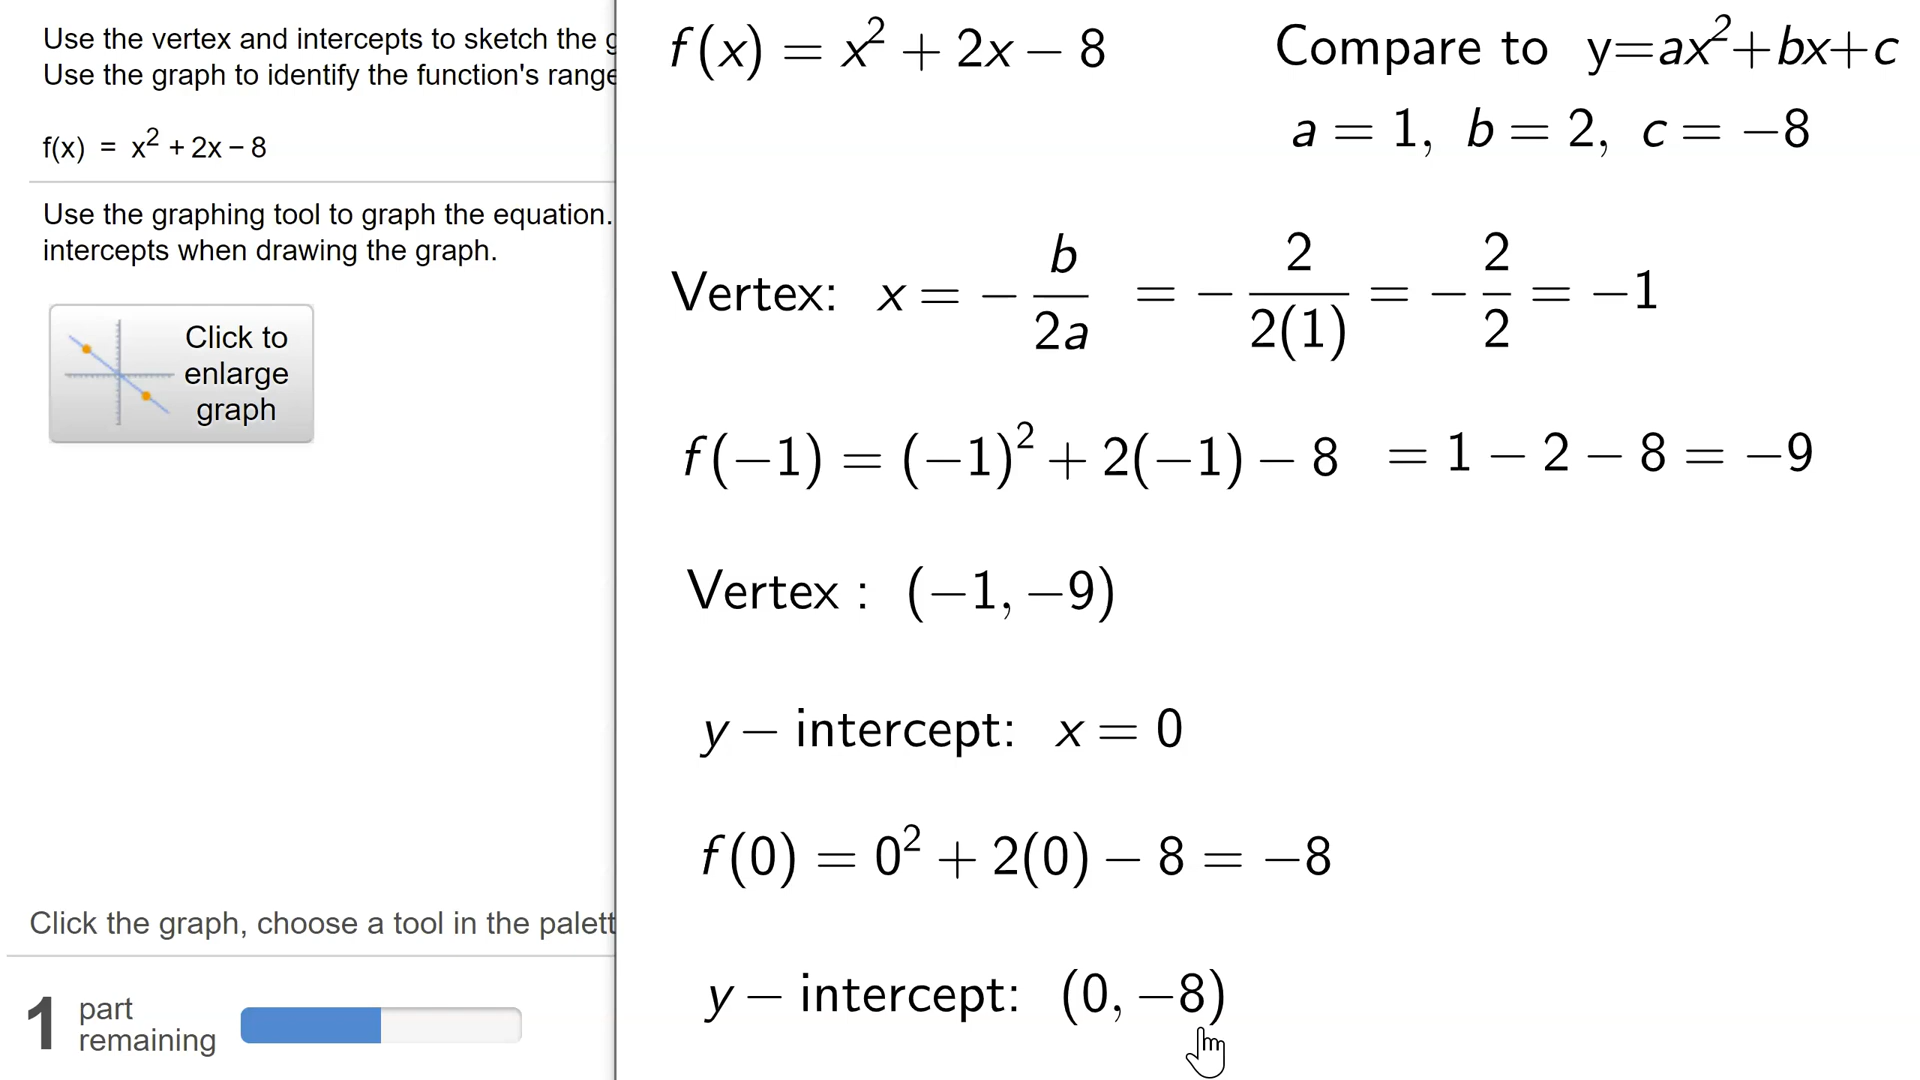 Use the vertex and intercepts to sketch the
Use the graph to identify the function's range
f(x) = x² + 2x − 8
Use the graphing tool to graph the equation.
intercepts when drawing the graph.
Click to
enlarge
graph
Click the graph, choose a tool in the palett
1 part
remaining
f(x) = x² + 2x − 8
Compare to y=ax²+bx+c
a = 1, b = 2, c = −8
Vertex: x = − b/2a = − 2/2(1) = − 2/2 = −1
f(−1) = (−1)² + 2(−1) − 8 = 1 − 2 − 8 = −9
Vertex : (−1, −9)
y − intercept: x = 0
f(0) = 0² + 2(0) − 8 = −8
y − intercept: (0, −8)